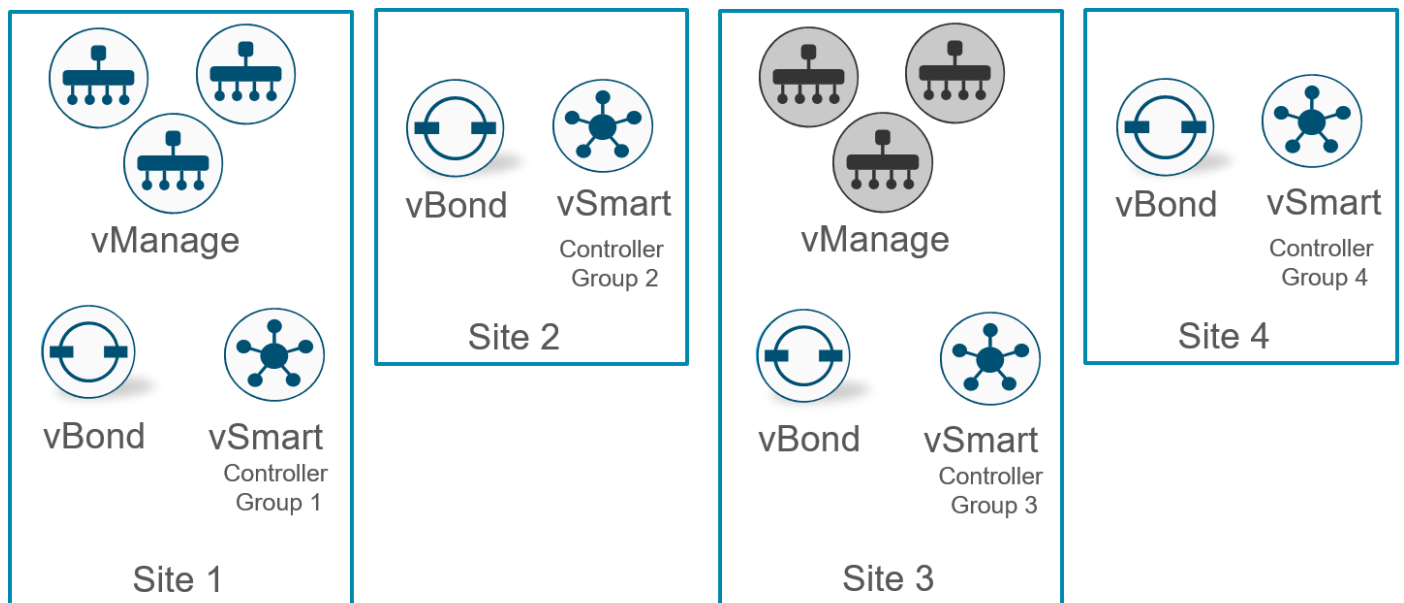 vManage
vBond
vSmart
Controller
Group 1
Site 1
vBond
vSmart
Controller
Group 2
Site 2
vManage
vBond
vSmart
Controller
Group 3
Site 3
vBond
vSmart
Controller
Group 4
Site 4